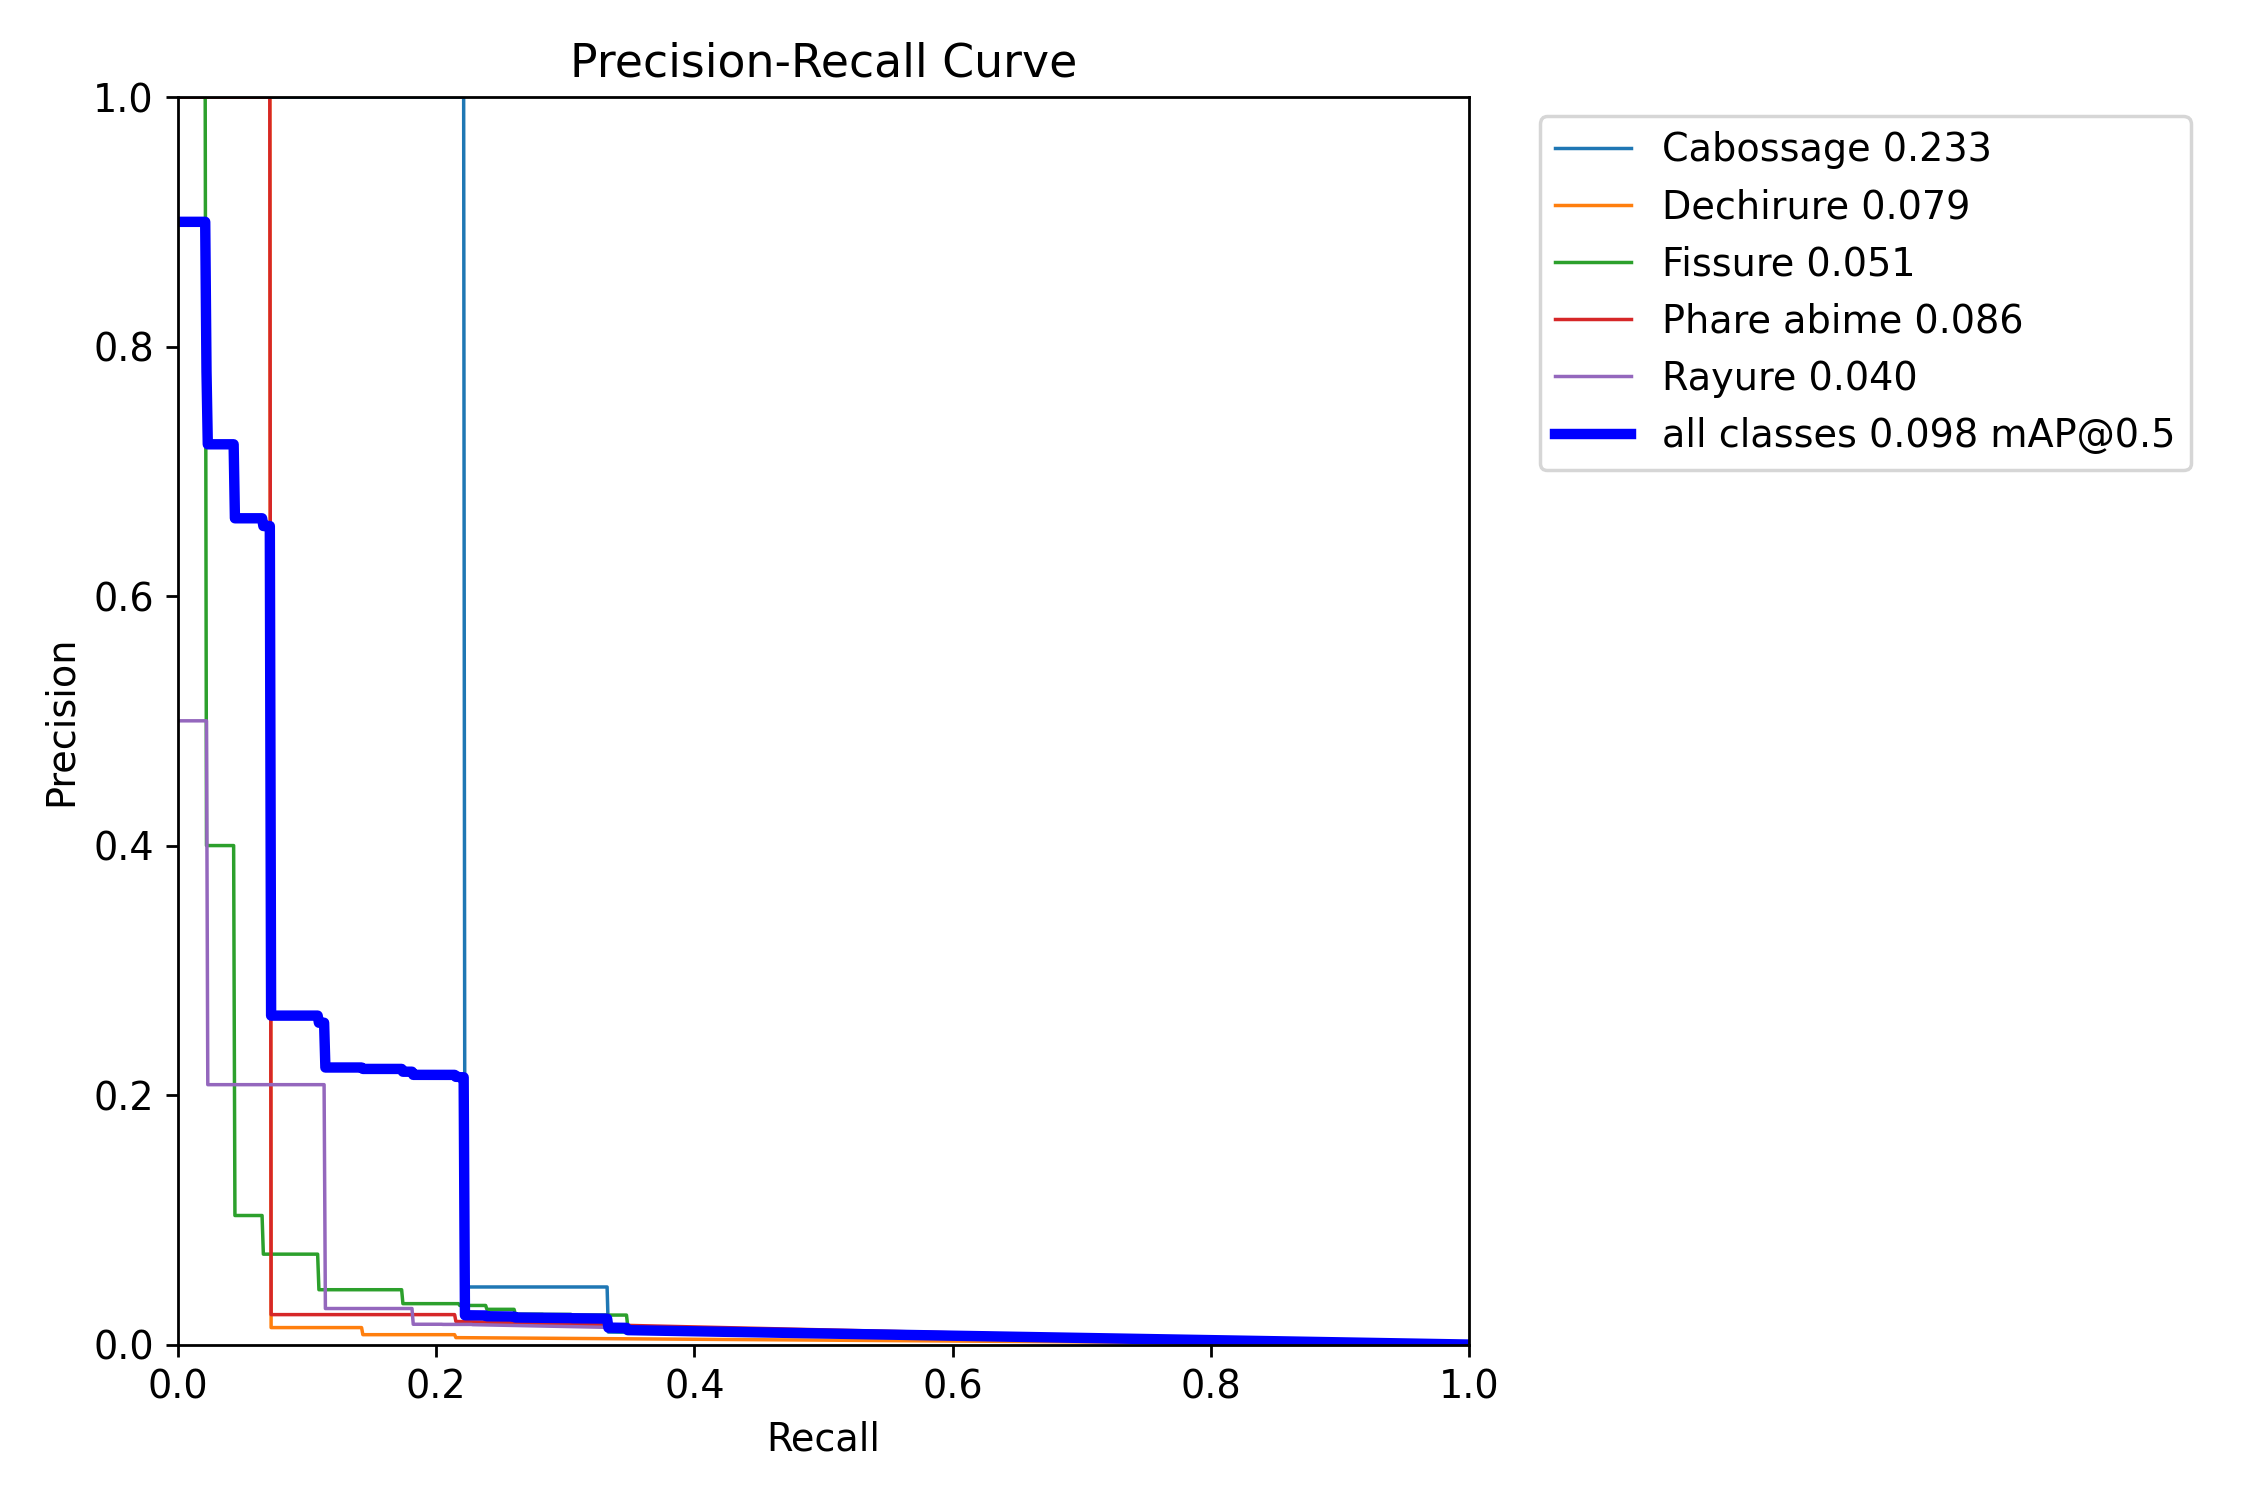 Precision-Recall Curve
1.0
0.8
0.6
0.4
0.2
0.0
Precision
0.0 0.2 0.4 0.6 0.8 1.0
Recall
Cabossage 0.233
Dechirure 0.079
Fissure 0.051
Phare abime 0.086
Rayure 0.040
all classes 0.098 mAP@0.5